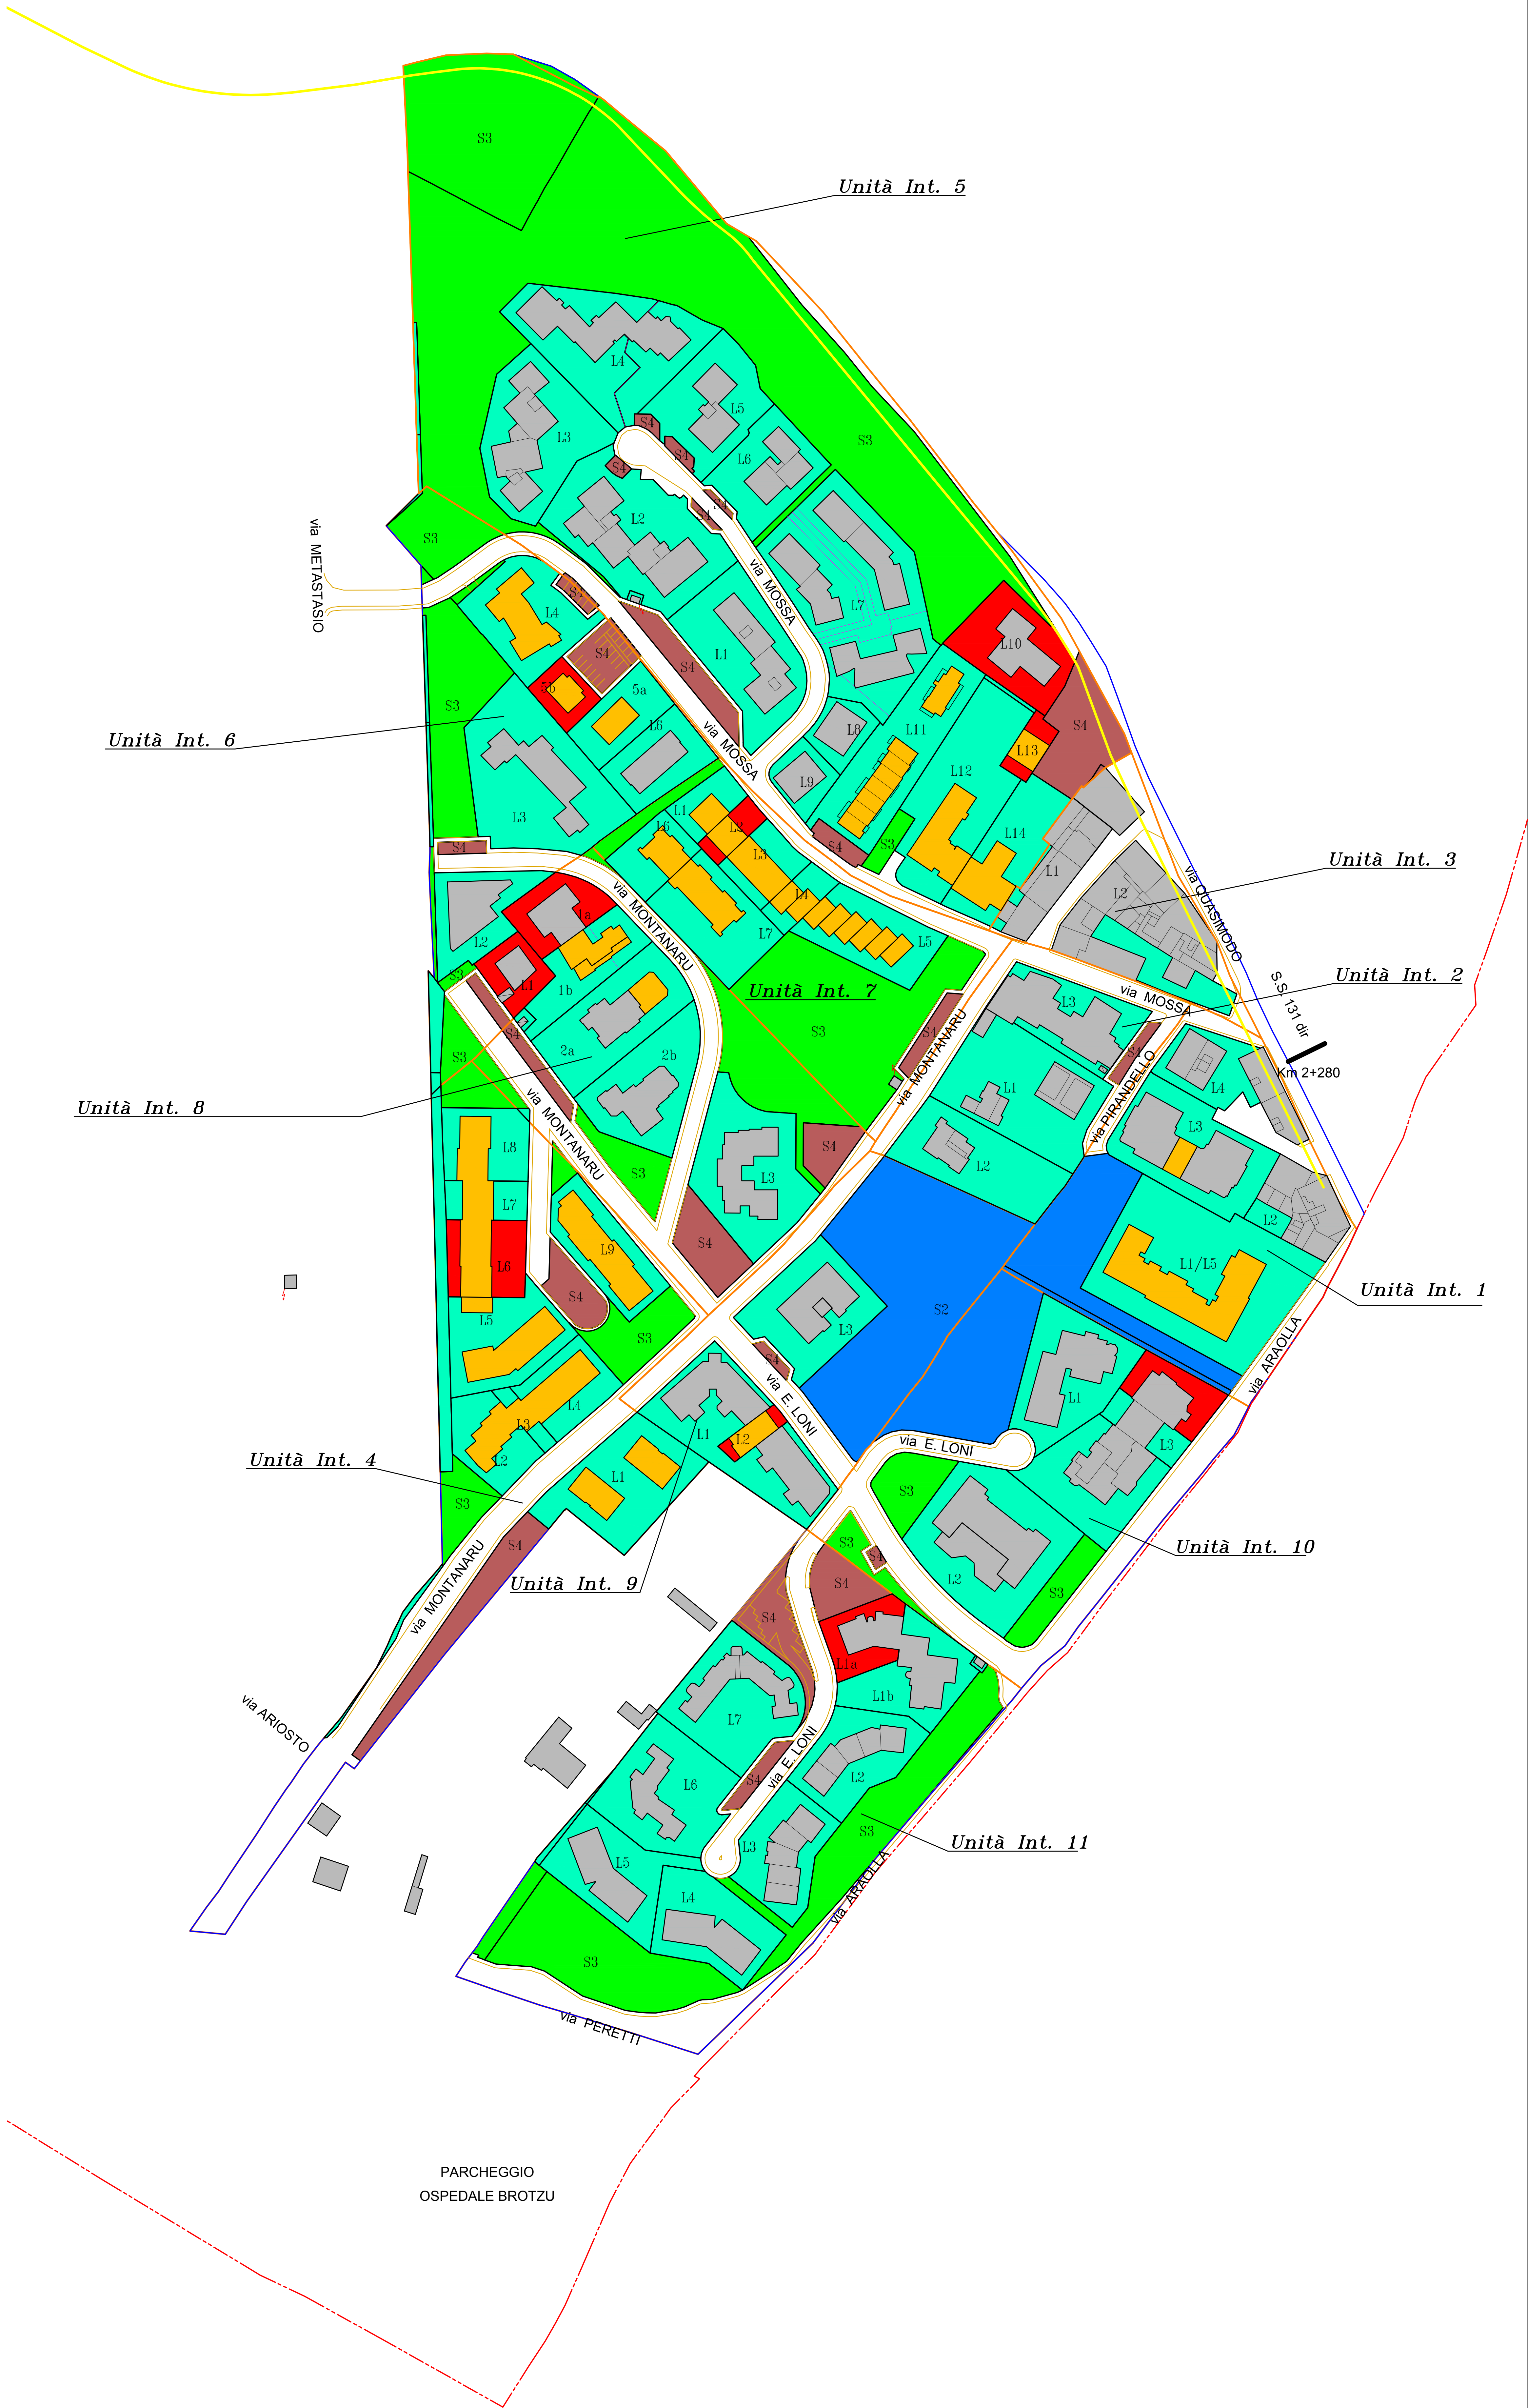 S3
Unità Int. 5
L4
L5
S4
L3
S3
S4
L6
S4
S4
S4
L2
S3
via METASTASIO
via MOSSA
S4
L7
L4
L10
S4
S4
L1
5b
5a
S3
L6
S4
L11
L8
Unità Int. 6
via MOSSA
L13
L12
L9
L1
L3
L6
L2
L14
S4
S4
S3
L3
Unità Int. 3
L1
via QUASIMODO
L4
L2
via MONTANARU
1a
L7
L5
L2
S3
L1
Unità Int. 2
1b
Unità Int. 7
L3
via MOSSA
S.S. 131 dir
S4
S3
S4
2a
2b
S4
S3
Km 2+280
via MONTANARU
L1
L4
via PIRANDELLO
Unità Int. 8
via MONTANARU
L3
L8
S4
L2
S3
L3
L7
L2
S4
L9
L6
L1/L5
Unità Int. 1
S4
S2
L5
L3
S3
via ARAOLLA
S4
via E. LONI
L1
L3
L4
L1
L2
via E. LONI
L3
Unità Int. 4
L2
L1
S3
S3
S4
S3
Unità Int. 10
S4
L2
via MONTANARU
Unità Int. 9
S4
S3
S4
L1a
L1b
via ARIOSTO
L7
S4
via E. LONI
L2
L6
S3
Unità Int. 11
L3
L5
via ARAOLLA
L4
S3
via PERETTI
PARCHEGGIO
OSPEDALE BROTZU